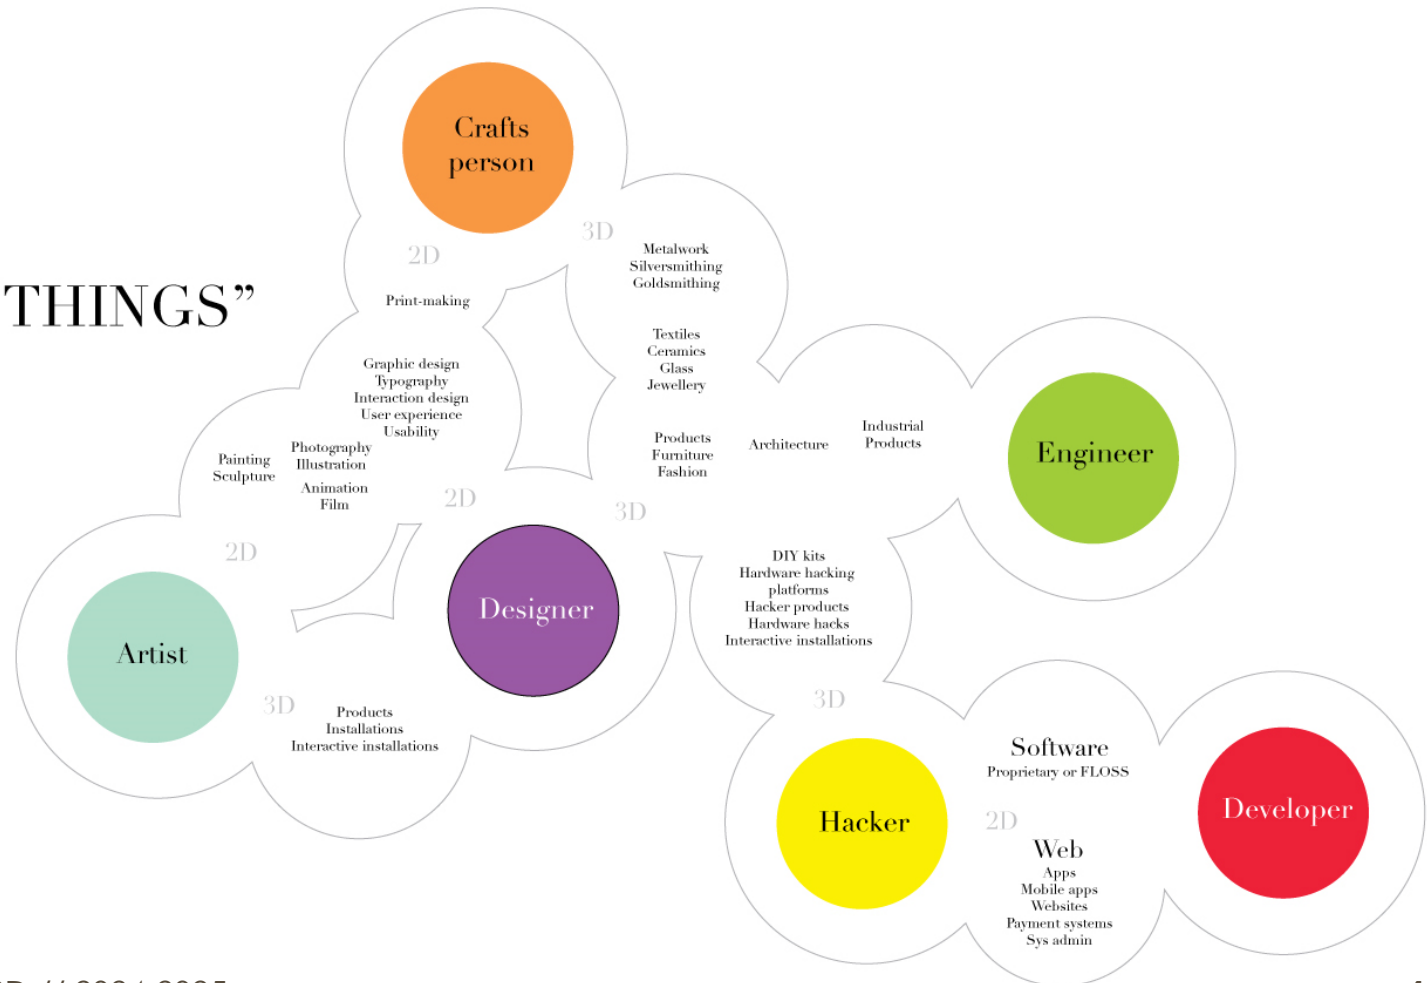 Crafts
person
3D
2D
Metalwork
Silversmithing
Goldsmithing
THINGS”
Print-making
Textiles
Ceramics
Glass
Jewellery
Graphic design
Typography
Interaction design
User experience
Usability
Products
Furniture
Fashion
Architecture
Industrial
Products
Engineer
Painting
Sculpture
Photography
Illustration
Animation
Film
2D
3D
2D
DIY kits
Hardware hacking
platforms
Hacker products
Hardware hacks
Interactive installations
Designer
Artist
3D
Products
Installations
Interactive installations
3D
Software
Proprietary or FLOSS
Hacker
2D
Developer
Web
Apps
Mobile apps
Websites
Payment systems
Sys admin